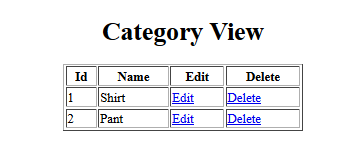 Category View
Id Name Edit Delete
1 Shirt Edit Delete
2 Pant Edit Delete